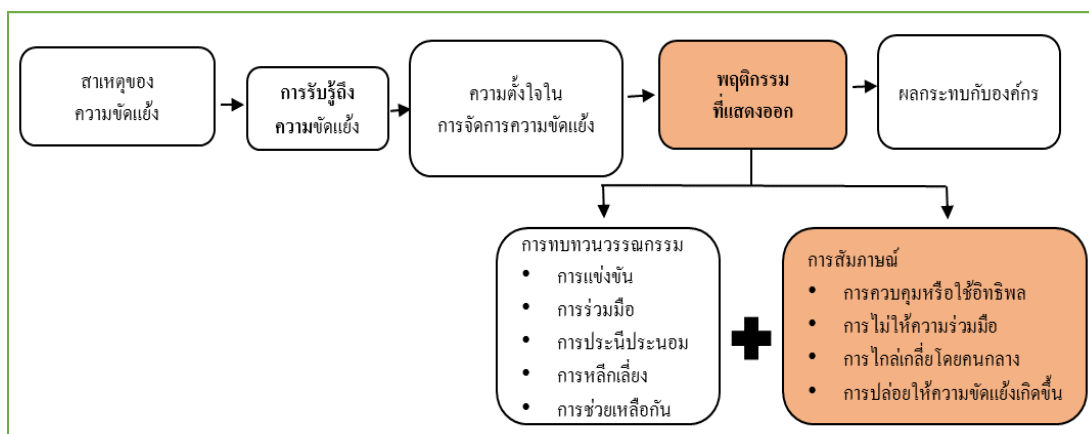 สาเหตุของ
ความขัดแย้ง
การรับรู้ถึง
ความขัดแย้ง
ความตั้งใจใน
การจัดการความขัดแย้ง
พฤติกรรม
ที่แสดงออก
ผลกระทบกับองค์กร
การทบทวนวรรณกรรม
• การแข่งขัน
• การร่วมมือ
• การประนีประนอม
• การหลีกเลี่ยง
• การช่วยเหลือกัน
การสัมภาษณ์
• การควบคุมหรือใช้อิทธิพล
• การไม่ให้ความร่วมมือ
• การไกล่เกลี่ยโดยคนกลาง
• การปล่อยให้ความขัดแย้งเกิดขึ้น